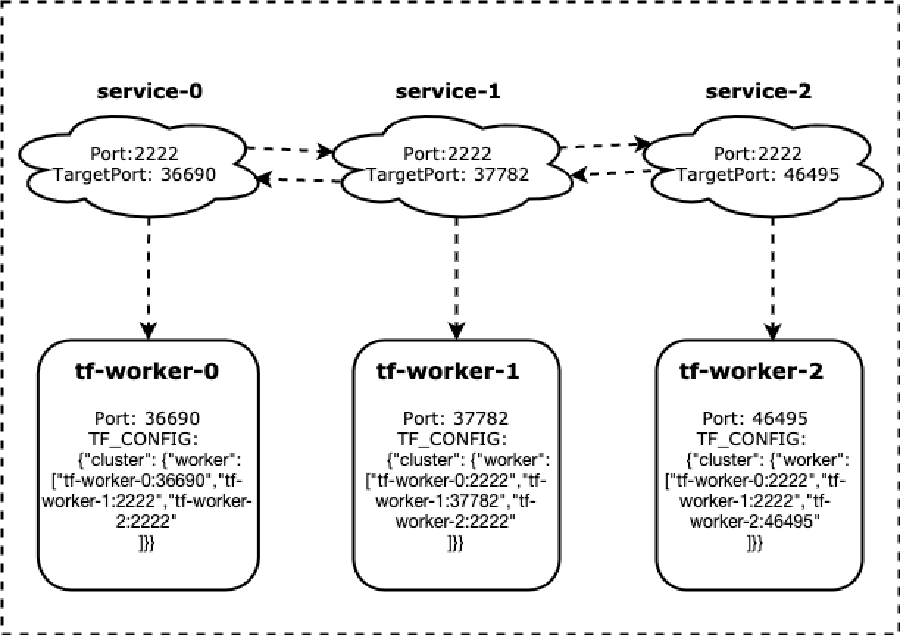 service-0
service-1
service-2
Port:2222
TargetPort: 36690
Port:2222
TargetPort: 37782
Port:2222
TargetPort: 46495
tf-worker-0
Port: 36690
TF_CONFIG:
{"cluster": {"worker":
["tf-worker-0:36690","tf-
worker-1:2222","tf-worker-
2:2222"
]}}
tf-worker-1
Port: 37782
TF_CONFIG:
{"cluster": {"worker":
["tf-worker-0:2222","tf-
worker-1:37782","tf-
worker-2:2222"
]}}
tf-worker-2
Port: 46495
TF_CONFIG:
{"cluster": {"worker":
["tf-worker-0:2222","tf-
worker-1:2222","tf-
worker-2:46495"
]}}